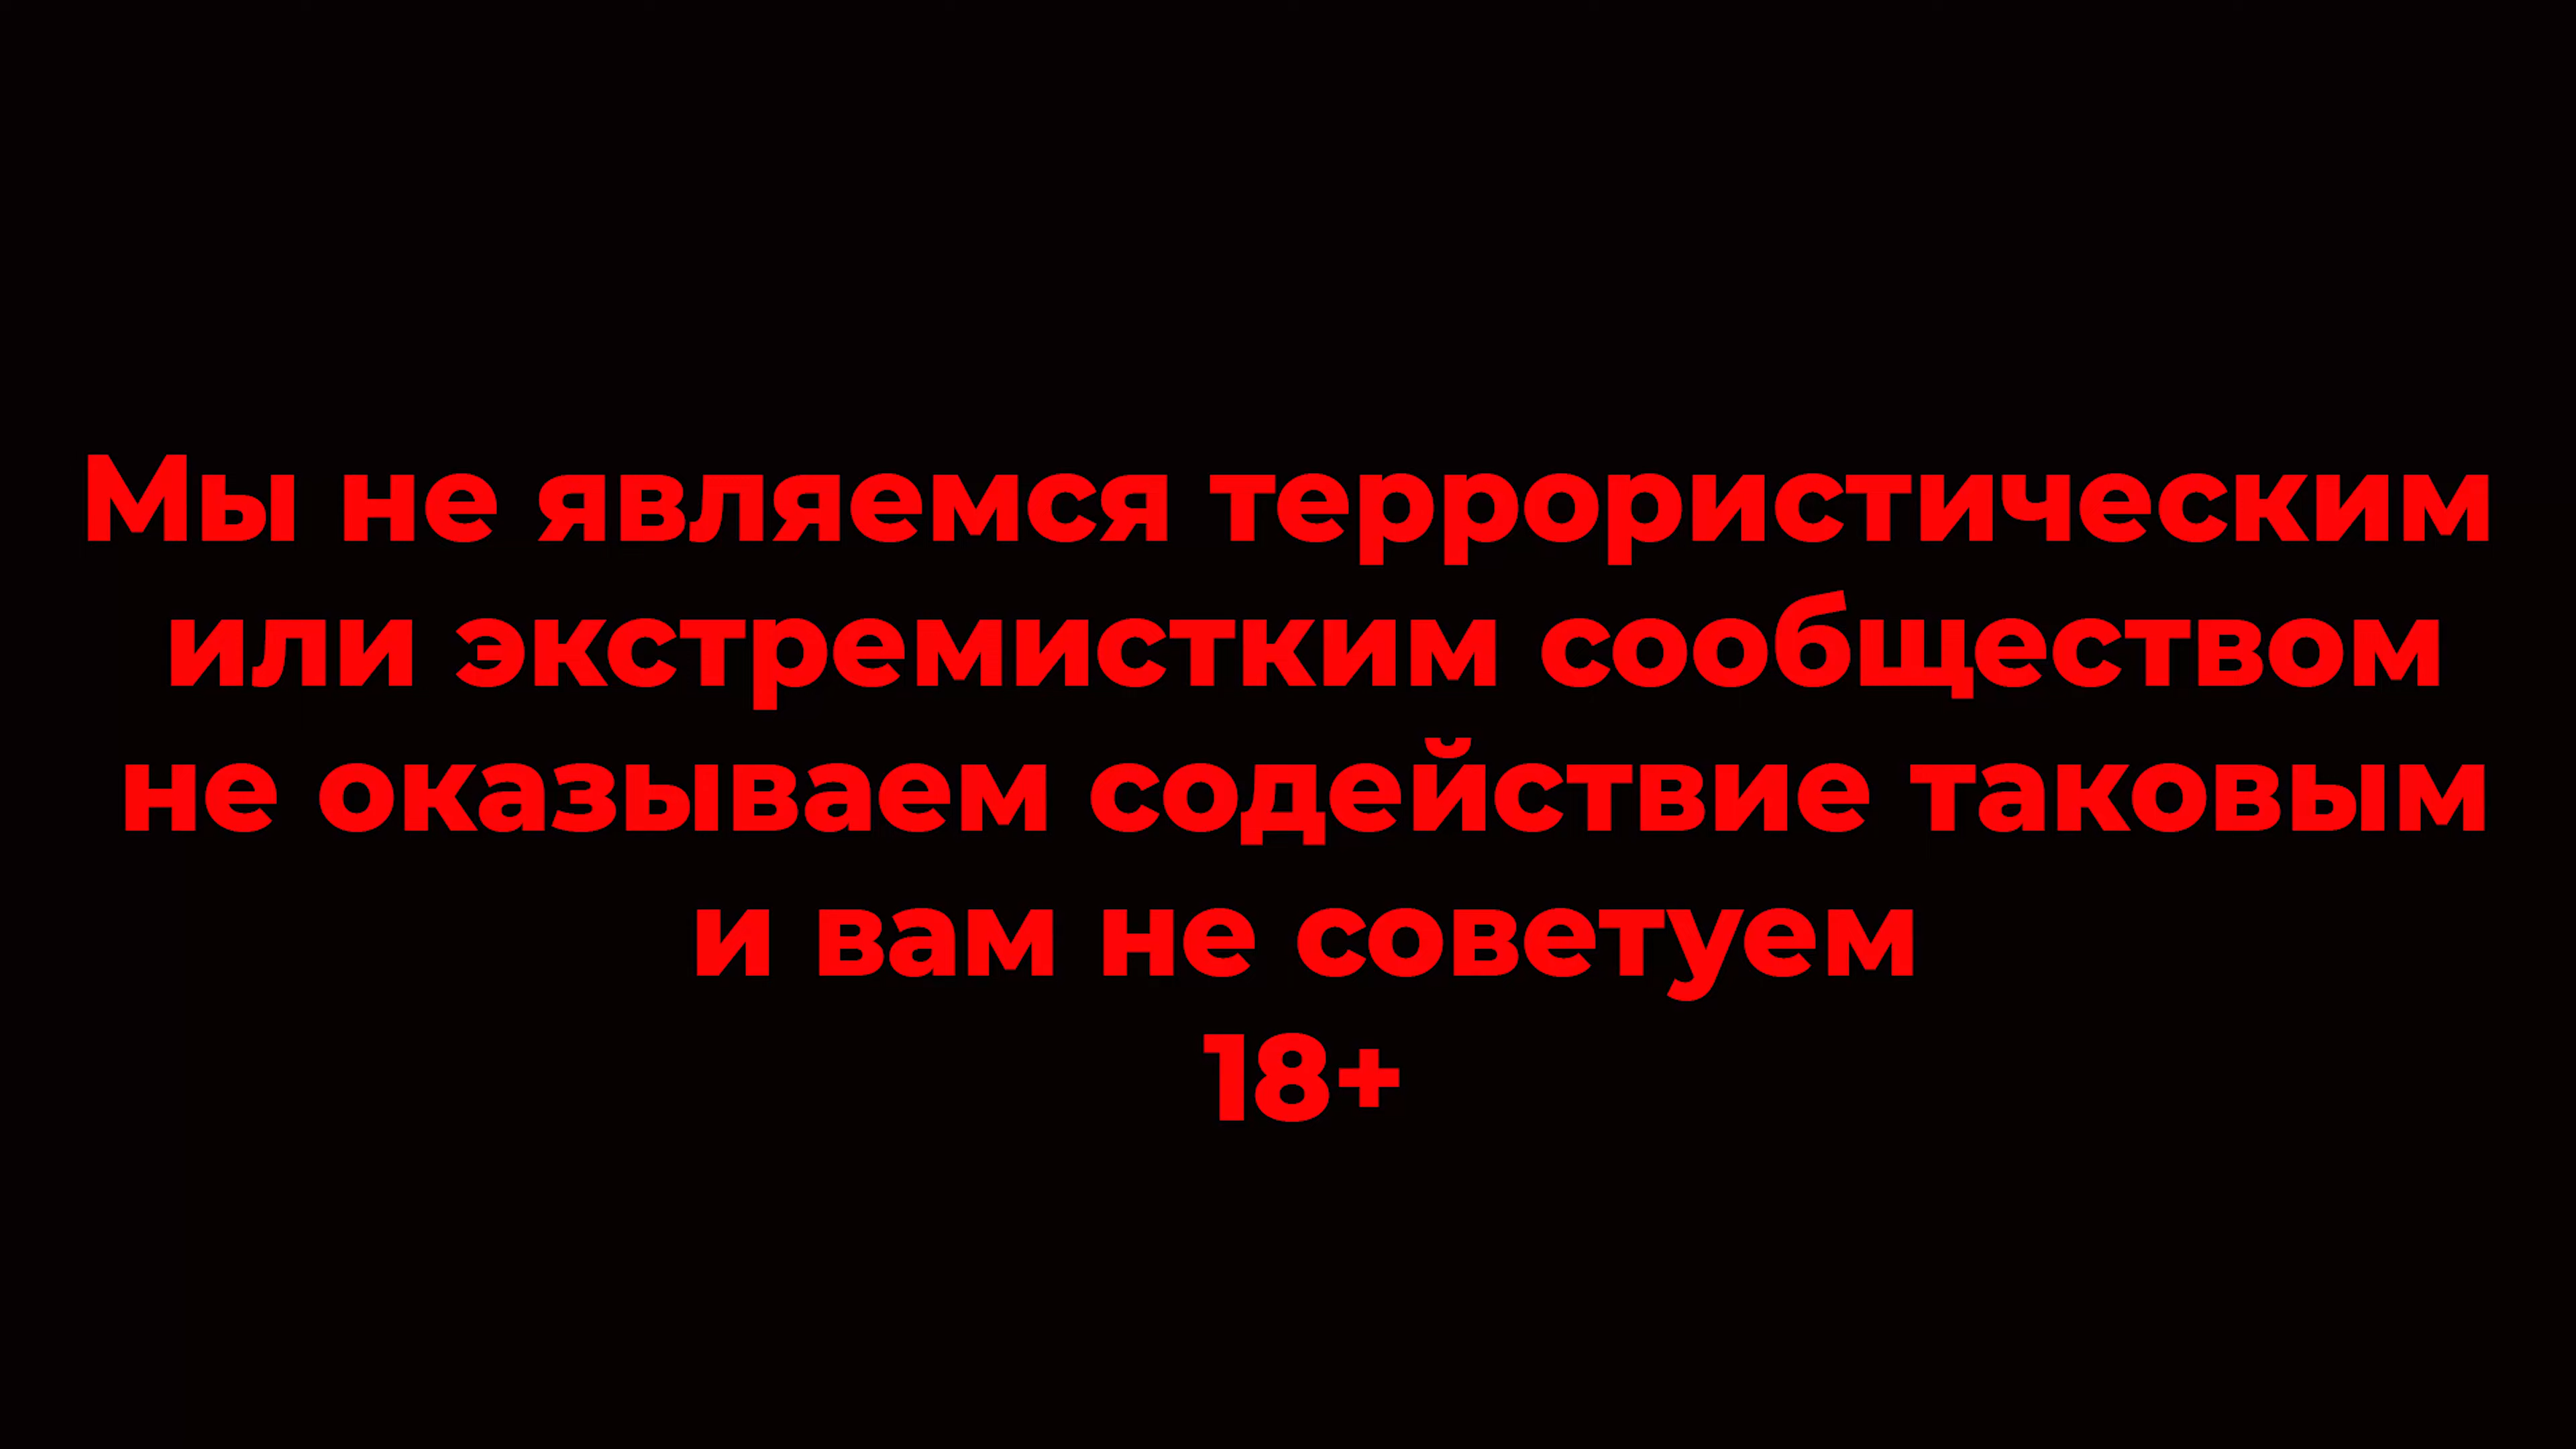 Мы не являемся террористическим
или экстремистким сообществом
не оказываем содействие таковым
и вам не советуем
18+